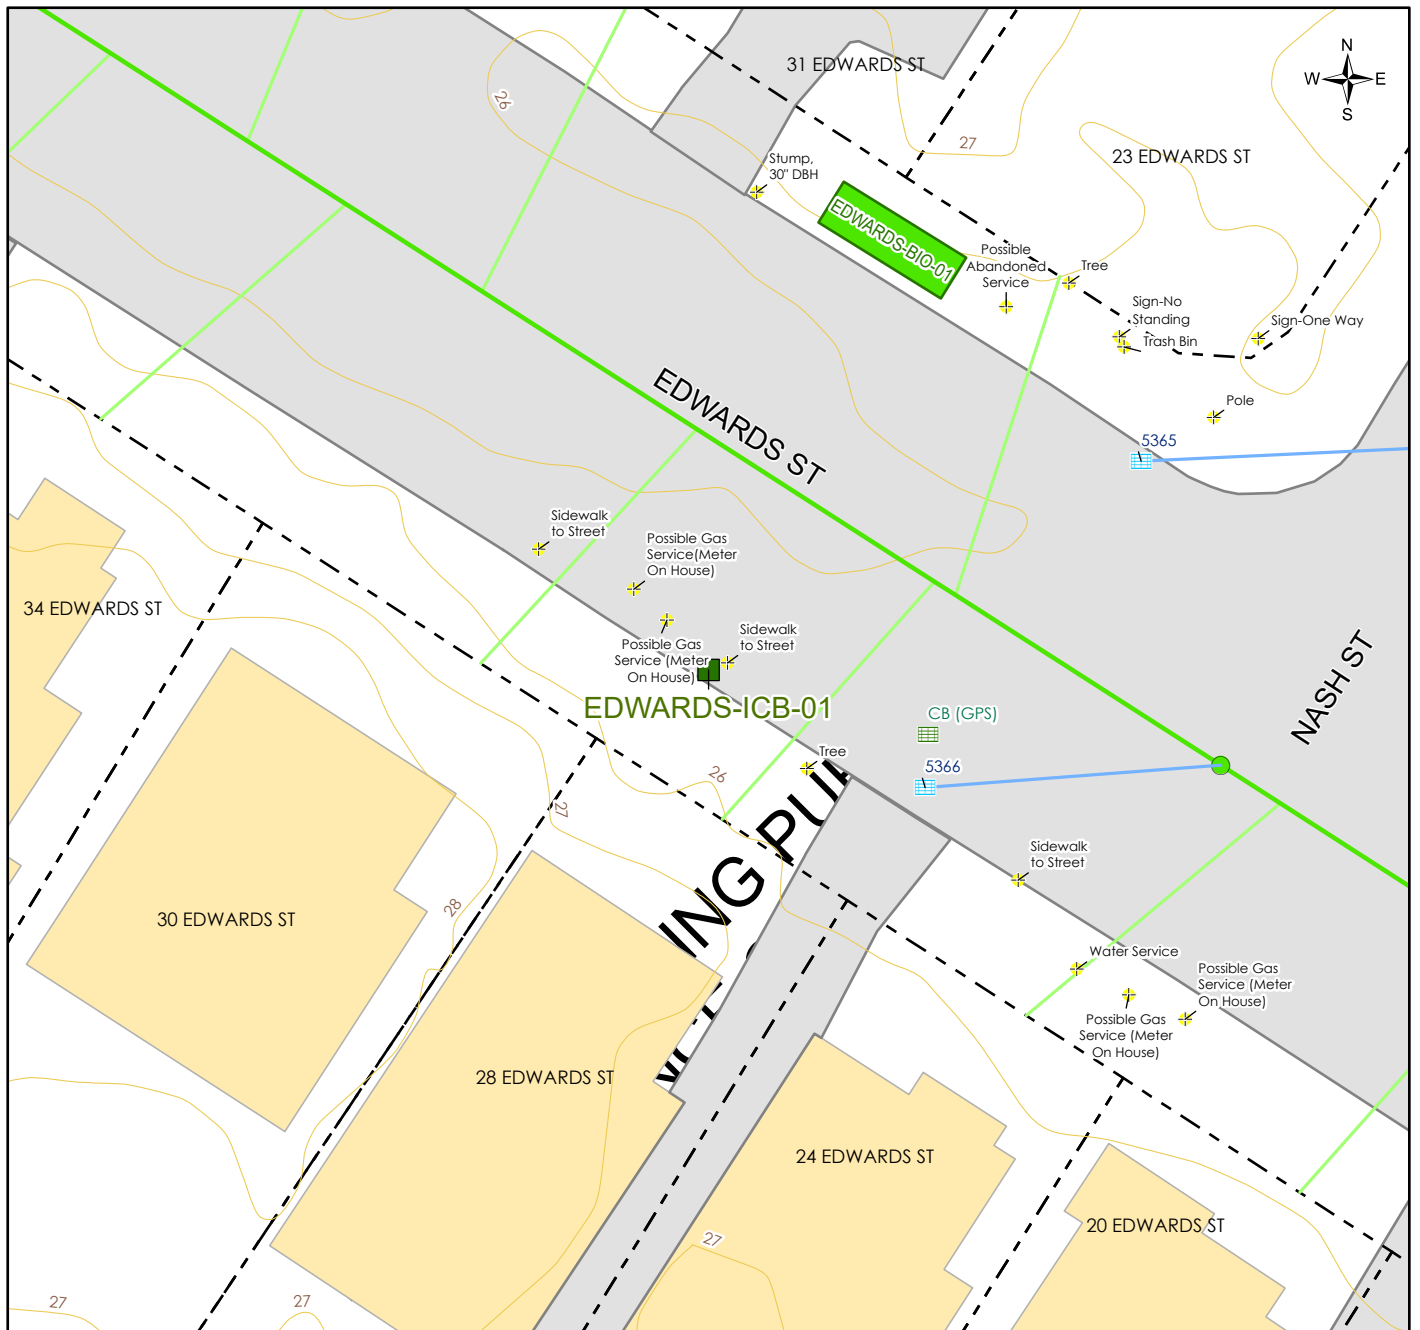 31 EDWARDS ST
N
W
E
S
26
27
23 EDWARDS ST
Stump,
30" DBH
EDWARDS-BIO-01
Possible
Abandoned
Service
Tree
Sign-No
Standing
Trash Bin
Sign-One Way
Pole
EDWARDS ST
5365
Sidewalk
to Street
Possible Gas
Service(Meter
On House)
34 EDWARDS ST
Possible Gas
Service (Meter
On House)
Sidewalk
to Street
NASH ST
EDWARDS-ICB-01
CB (GPS)
Tree
5366
26
27
ING PUI
Sidewalk
to Street
28
30 EDWARDS ST
Water Service
Possible Gas
Service (Meter
On House)
Possible Gas
Service (Meter
On House)
28 EDWARDS ST
24 EDWARDS ST
20 EDWARDS ST
27
27
27